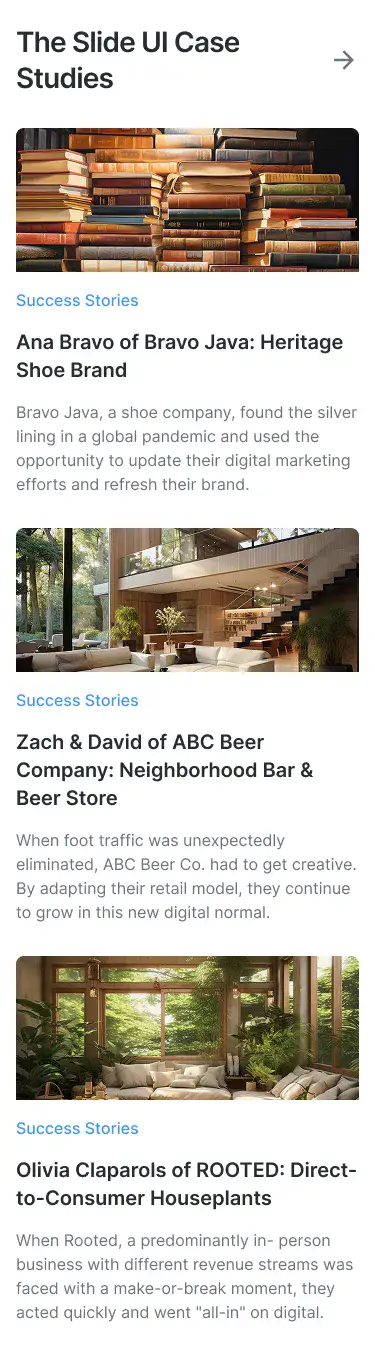 The Slide UI Case
Studies
Success Stories
Ana Bravo of Bravo Java: Heritage
Shoe Brand
Bravo Java, a shoe company, found the silver
lining in a global pandemic and used the
opportunity to update their digital marketing
efforts and refresh their brand.
Success Stories
Zach & David of ABC Beer
Company: Neighborhood Bar &
Beer Store
When foot traffic was unexpectedly
eliminated, ABC Beer Co. had to get creative.
By adapting their retail model, they continue
to grow in this new digital normal.
Success Stories
Olivia Claparols of ROOTED: Direct-
to-Consumer Houseplants
When Rooted, a predominantly in- person
business with different revenue streams was
faced with a make-or-break moment, they
acted quickly and went "all-in" on digital.